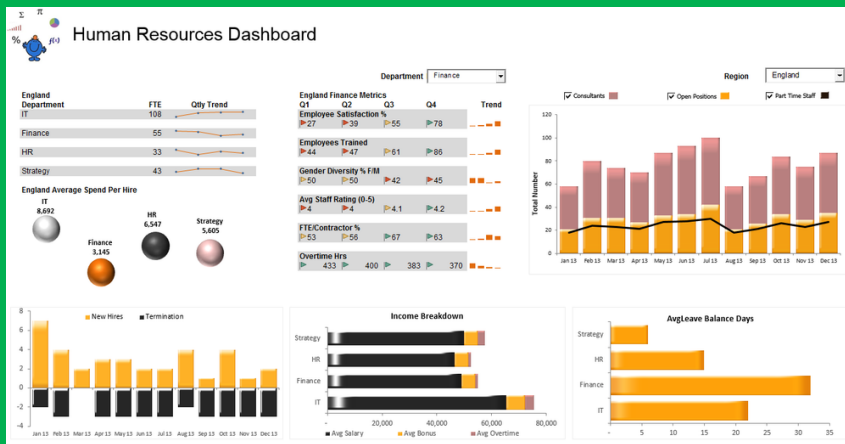 Σ π
% f(x)
Human Resources Dashboard
Department Finance
Region England
England
Department FTE Qtly Trend
IT 108
Finance 55
HR 33
Strategy 43
England Average Spend Per Hire
IT
8,692
Finance
3,145
HR
6,547
Strategy
5,605
England Finance Metrics
Q1 Q2 Q3 Q4 Trend
Employee Satisfaction %
27 39 55 78
Employees Trained
44 47 61 86
Gender Diversity % F/M
50 50 42 45
Avg Staff Rating (0-5)
4 4 4.1 4.2
FTE/Contractor %
53 56 67 63
Overtime Hrs
433 400 383 370
Consultants Open Positions Part Time Staff
Total Number
120
100
80
60
40
20
0
Jan 13 Feb 13 Mar 13 Apr 13 May 13 Jun 13 Jul 13 Aug 13 Sep 13 Oct 13 Nov 13 Dec 13
New Hires Termination
8
6
4
2
0
-2
-4
Jan 13 Feb 13 Mar 13 Apr 13 May 13 Jun 13 Jul 13 Aug 13 Sep 13 Oct 13 Nov 13 Dec 13
Income Breakdown
Strategy
HR
Finance
IT
- 20,000 40,000 60,000 80,000
Avg Salary Avg Bonus Avg Overtime
AvgLeave Balance Days
Strategy
HR
Finance
IT
- 5 10 15 20 25 30 35